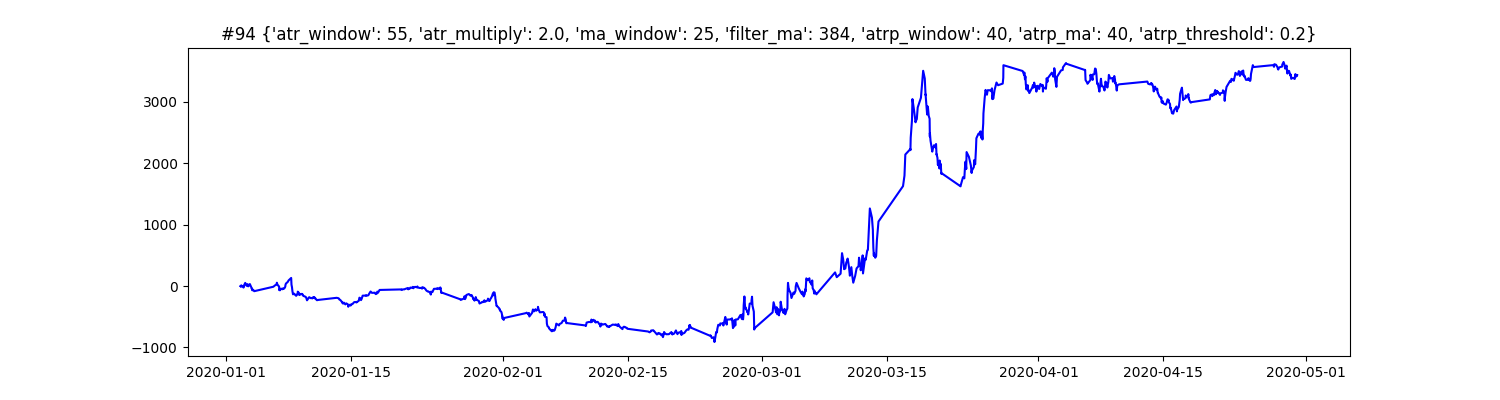 #94 {'atr_window': 55, 'atr_multiply': 2.0, 'ma_window': 25, 'filter_ma': 384, 'atrp_window': 40, 'atrp_ma': 40, 'atrp_threshold': 0.2}
3000
2000
1000
0
−1000
2020-01-01 2020-01-15 2020-02-01 2020-02-15 2020-03-01 2020-03-15 2020-04-01 2020-04-15 2020-05-01